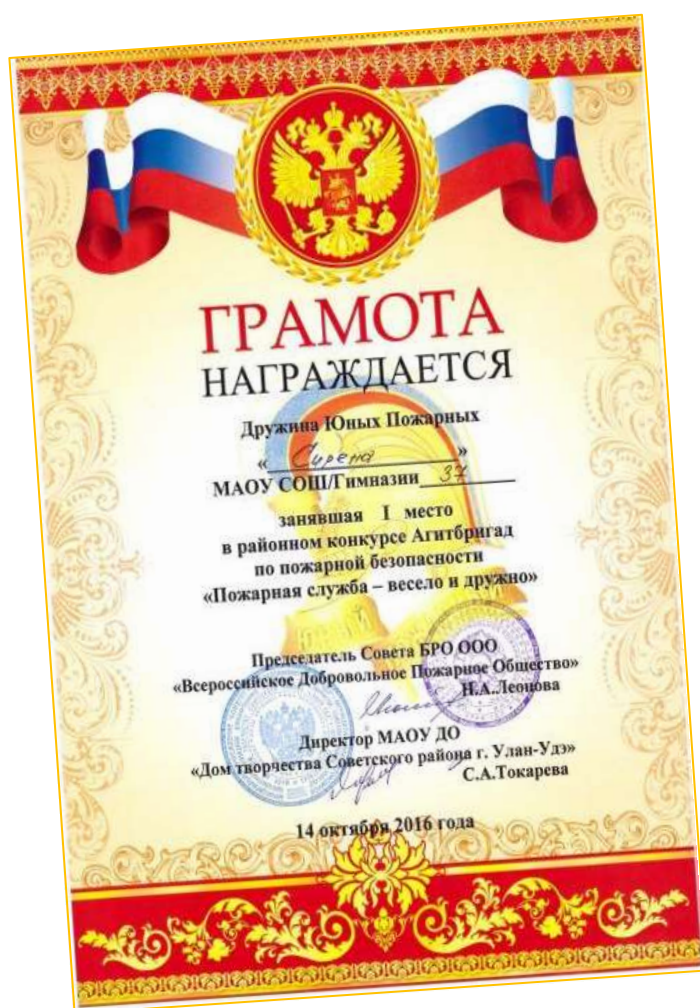 ГРАМОТА
НАГРАЖДАЕТСЯ
Дружина Юных Пожарных
« Сирена »
МАОУ СОШ/Гимназии 37
занявшая I место
в районном конкурсе Агитбригад
по пожарной безопасности
«Пожарная служба – весело и дружно»
Председатель Совета БРО ООО
«Всероссийское Добровольное Пожарное Общество»
Н.А.Леонова
Директор МАОУ ДО
«Дом творчества Советского района г. Улан-Удэ»
С.А.Токарева
14 октября 2016 года